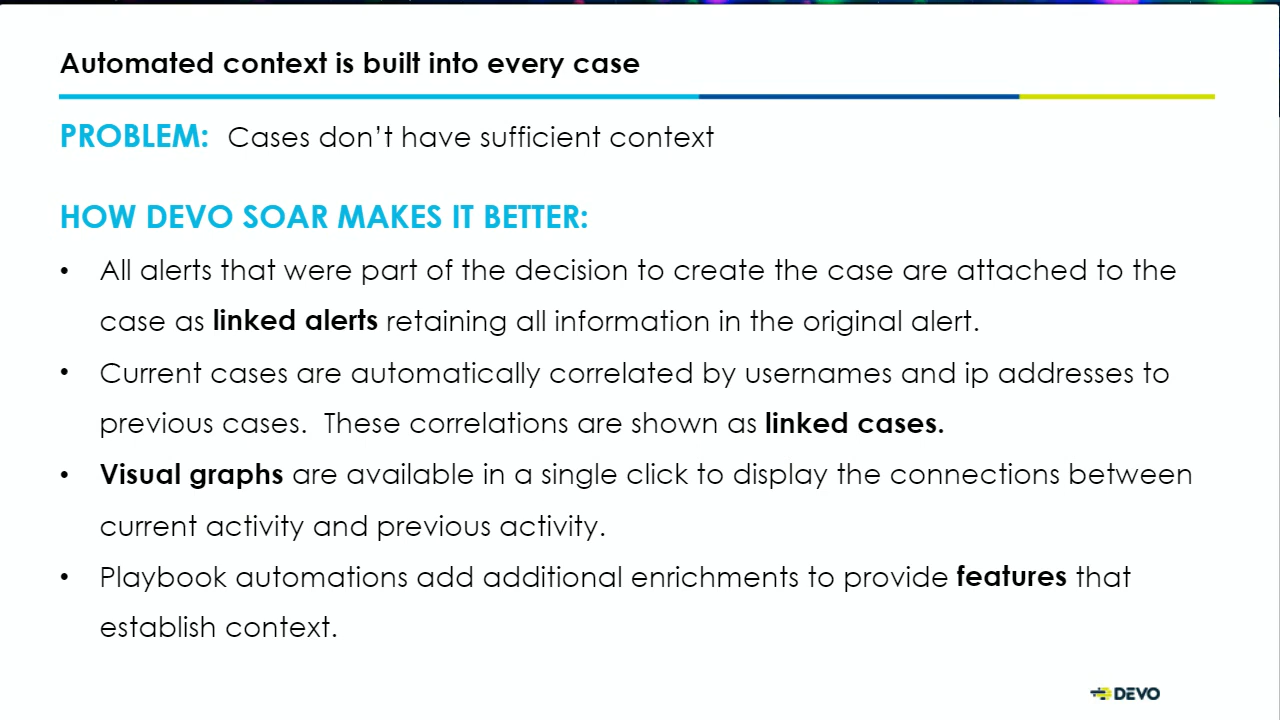 Automated context is built into every case
PROBLEM: Cases don’t have sufficient context
HOW DEVO SOAR MAKES IT BETTER:
• All alerts that were part of the decision to create the case are attached to the
case as linked alerts retaining all information in the original alert.
• Current cases are automatically correlated by usernames and ip addresses to
previous cases.  These correlations are shown as linked cases.
• Visual graphs are available in a single click to display the connections between
current activity and previous activity.
• Playbook automations add additional enrichments to provide features that
establish context.
DEVO